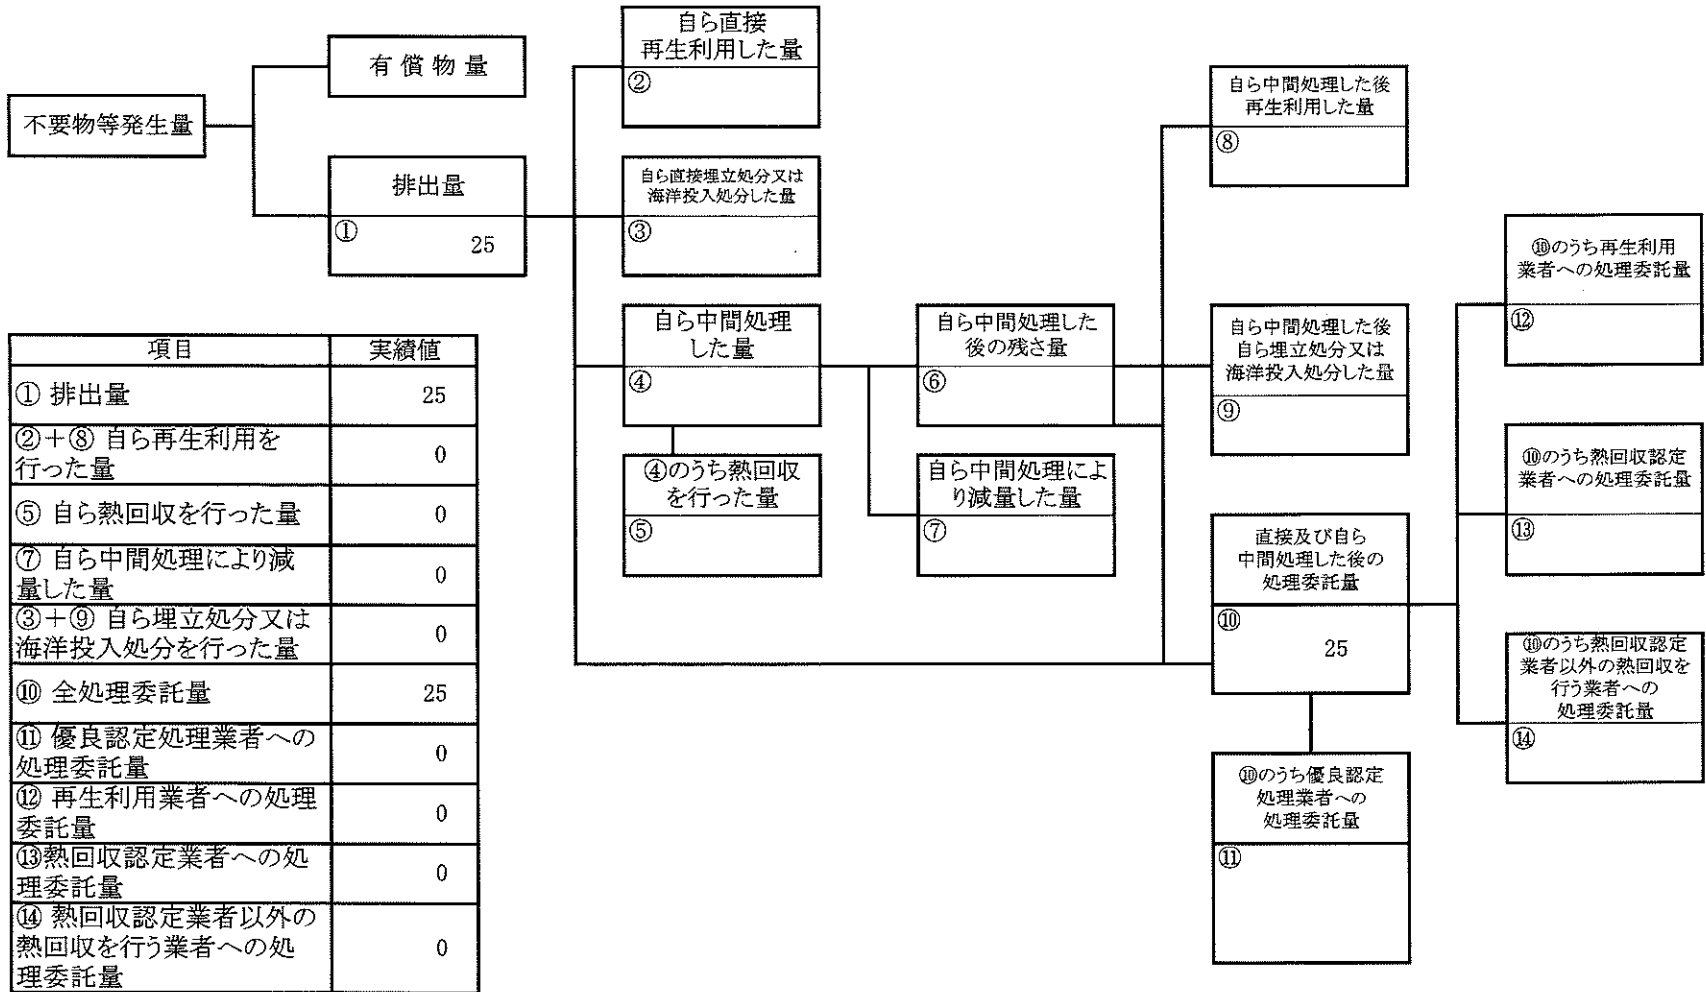 不要物等発生量
有償物量
排出量
①
25
自ら直接
再生利用した量
②
自ら直接埋立処分又は
海洋投入処分した量
③
自ら中間処理
した量
④
④のうち熱回収
を行った量
⑤
自ら中間処理した
後の残さ量
⑥
自ら中間処理によ
り減量した量
⑦
自ら中間処理した後
再生利用した量
⑧
自ら中間処理した後
自ら埋立処分又は
海洋投入処分した量
⑨
直接及び自ら
中間処理した後の
処理委託量
⑩
25
⑩のうち優良認定
処理業者への
処理委託量
⑪
⑩のうち再生利用
業者への処理委託量
⑫
⑩のうち熱回収認定
業者への処理委託量
⑬
⑩のうち熱回収認定
業者以外の熱回収を
行う業者への
処理委託量
⑭
項目 実績値
① 排出量 25
②+⑧ 自ら再生利用を
行った量 0
⑤ 自ら熱回収を行った量 0
⑦ 自ら中間処理により減
量した量 0
③+⑨ 自ら埋立処分又は
海洋投入処分を行った量 0
⑩ 全処理委託量 25
⑪ 優良認定処理業者への
処理委託量 0
⑫ 再生利用業者への処理
委託量 0
⑬熱回収認定業者への処
理委託量 0
⑭ 熱回収認定業者以外の
熱回収を行う業者への処
理委託量 0